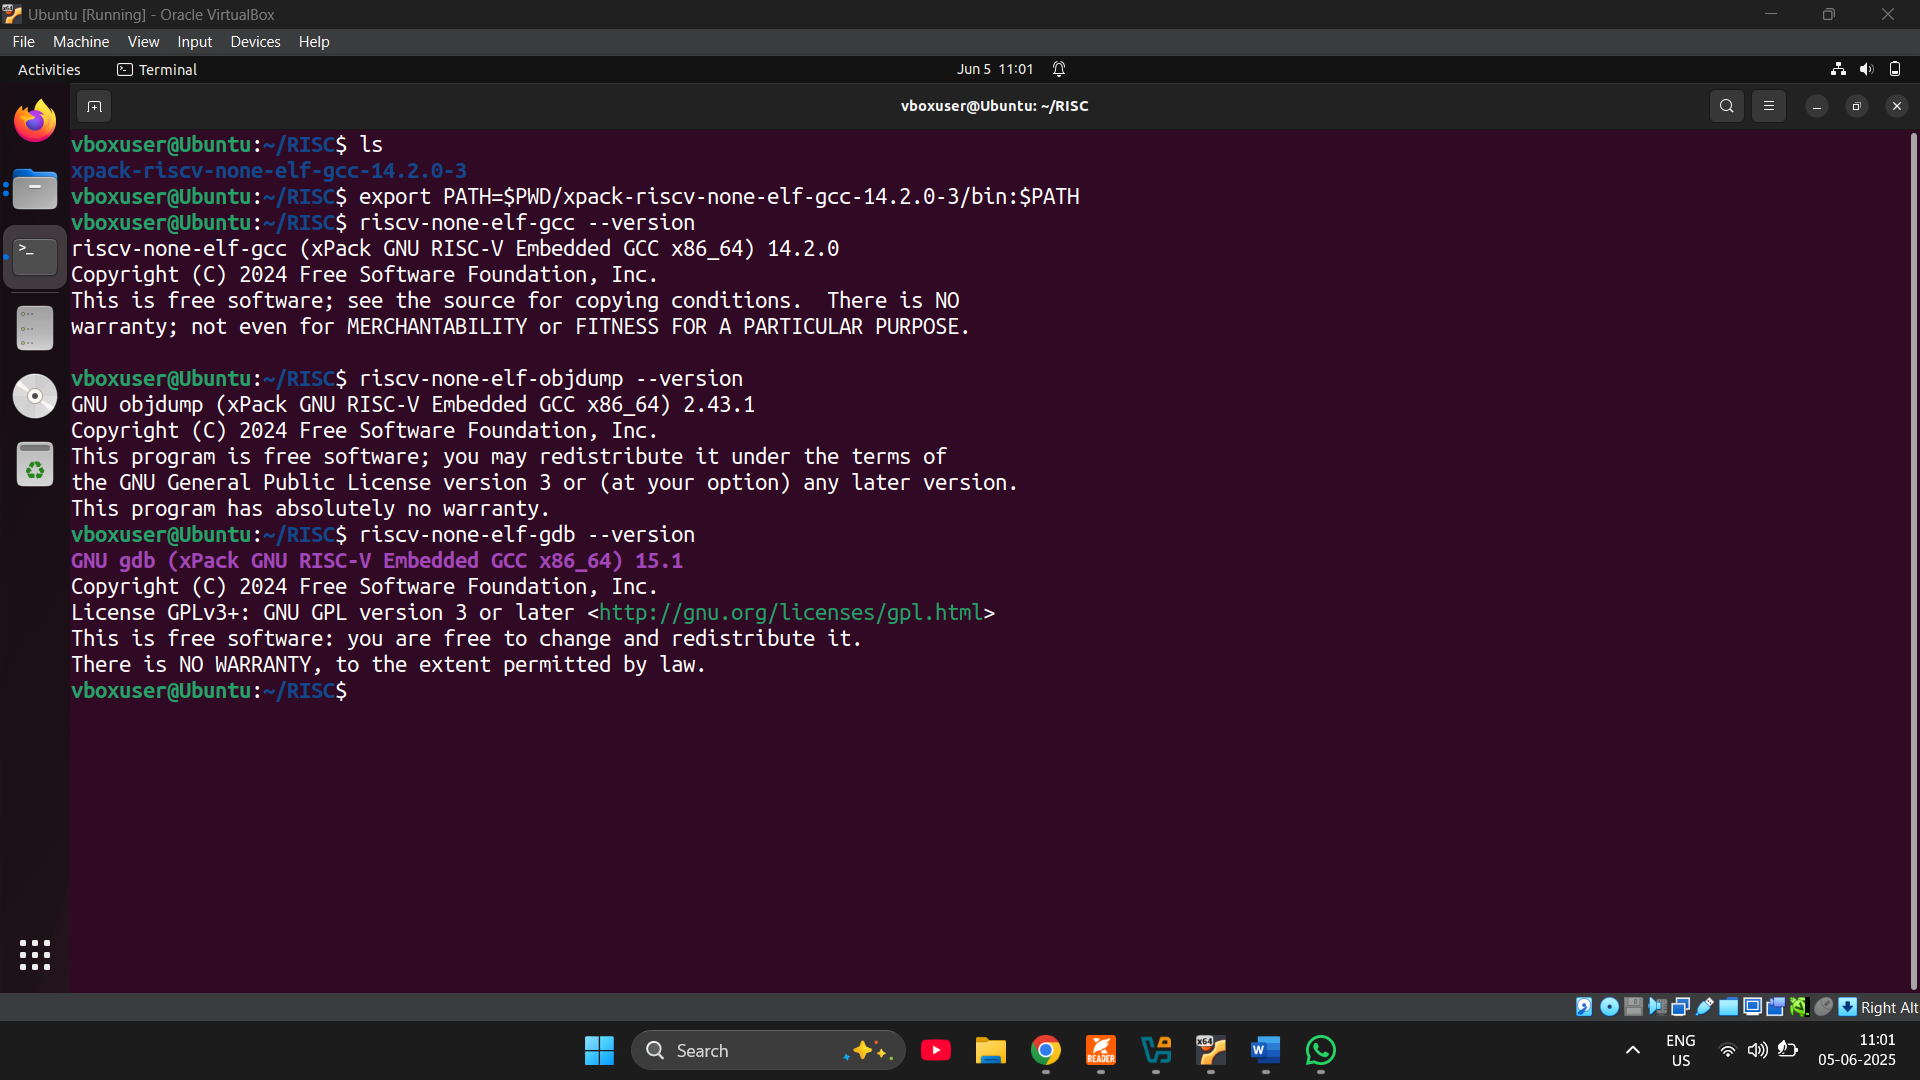 Ubuntu [Running] - Oracle VirtualBox
File Machine View Input Devices Help
Activities Terminal Jun 5 11:01
vboxuser@Ubuntu: ~/RISC
vboxuser@Ubuntu:~/RISC$ ls
xpack-riscv-none-elf-gcc-14.2.0-3
vboxuser@Ubuntu:~/RISC$ export PATH=$PWD/xpack-riscv-none-elf-gcc-14.2.0-3/bin:$PATH
vboxuser@Ubuntu:~/RISC$ riscv-none-elf-gcc --version
riscv-none-elf-gcc (xPack GNU RISC-V Embedded GCC x86_64) 14.2.0
Copyright (C) 2024 Free Software Foundation, Inc.
This is free software; see the source for copying conditions.  There is NO
warranty; not even for MERCHANTABILITY or FITNESS FOR A PARTICULAR PURPOSE.
vboxuser@Ubuntu:~/RISC$ riscv-none-elf-objdump --version
GNU objdump (xPack GNU RISC-V Embedded GCC x86_64) 2.43.1
Copyright (C) 2024 Free Software Foundation, Inc.
This program is free software; you may redistribute it under the terms of
the GNU General Public License version 3 or (at your option) any later version.
This program has absolutely no warranty.
vboxuser@Ubuntu:~/RISC$ riscv-none-elf-gdb --version
GNU gdb (xPack GNU RISC-V Embedded GCC x86_64) 15.1
Copyright (C) 2024 Free Software Foundation, Inc.
License GPLv3+: GNU GPL version 3 or later <http://gnu.org/licenses/gpl.html>
This is free software: you are free to change and redistribute it.
There is NO WARRANTY, to the extent permitted by law.
vboxuser@Ubuntu:~/RISC$
Right Alt
Search
READER
x64
W
ENG
US
11:01
05-06-2025